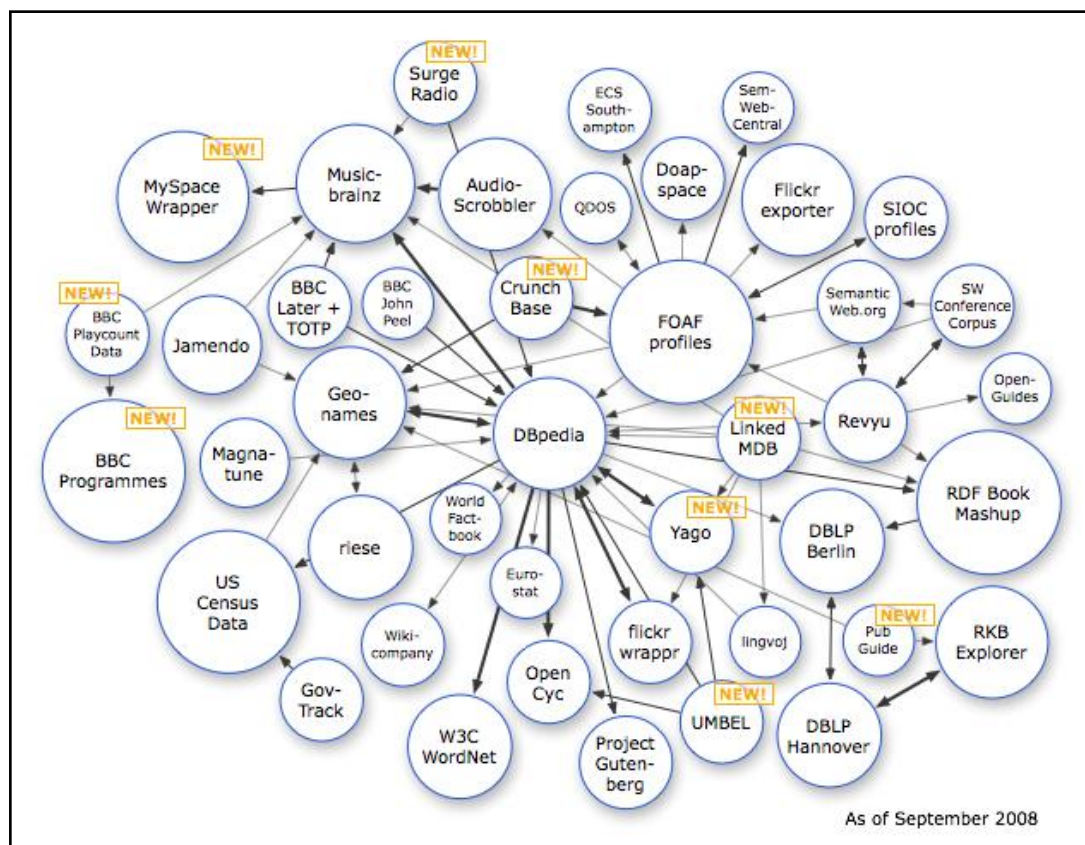 NEW!
Surge
Radio
ECS
South-
ampton
Sem-
Web-
Central
NEW!
MySpace
Wrapper
Music-
brainz
Audio-
Scrobbler
QDOS
Doap-
space
Flickr
exporter
SIOC
profiles
NEW!
BBC
Playcount
Data
Jamendo
BBC
Later +
TOTP
BBC
John
Peel
NEW!
Crunch
Base
FOAF
profiles
Semantic
Web.org
SW
Conference
Corpus
Open-
Guides
NEW!
BBC
Programmes
Magna-
tune
Geo-
names
DBpedia
NEW!
Linked
MDB
Revyu
RDF Book
Mashup
US
Census
Data
riese
World
Fact-
book
Euro-
stat
NEW!
Yago
DBLP
Berlin
Gov-
Track
Wiki-
company
Open
Cyc
flickr
wrappr
lingvoj
NEW!
Pub
Guide
RKB
Explorer
W3C
WordNet
Project
Guten-
berg
NEW!
UMBEL
DBLP
Hannover
As of September 2008